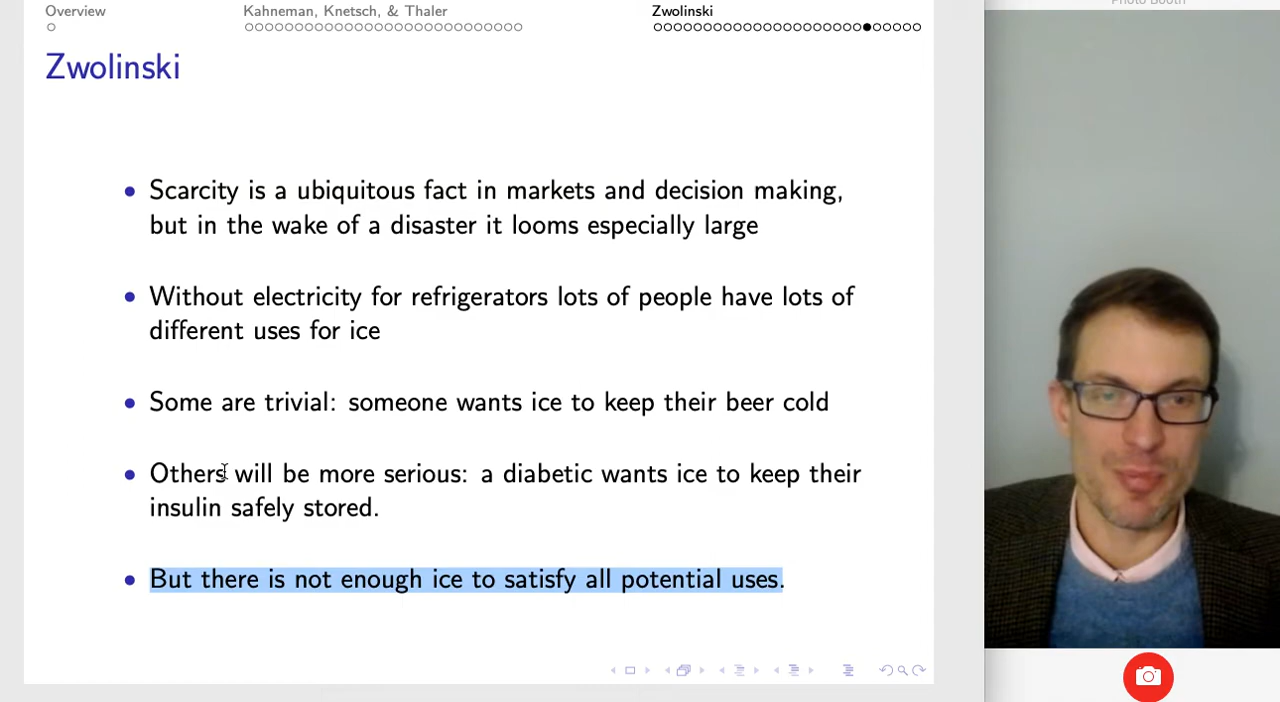 Overview
Kahneman, Knetsch, & Thaler
Zwolinski
Photo Booth
Zwolinski
• Scarcity is a ubiquitous fact in markets and decision making,
but in the wake of a disaster it looms especially large
• Without electricity for refrigerators lots of people have lots of
different uses for ice
• Some are trivial: someone wants ice to keep their beer cold
• Others will be more serious: a diabetic wants ice to keep their
insulin safely stored.
• But there is not enough ice to satisfy all potential uses.